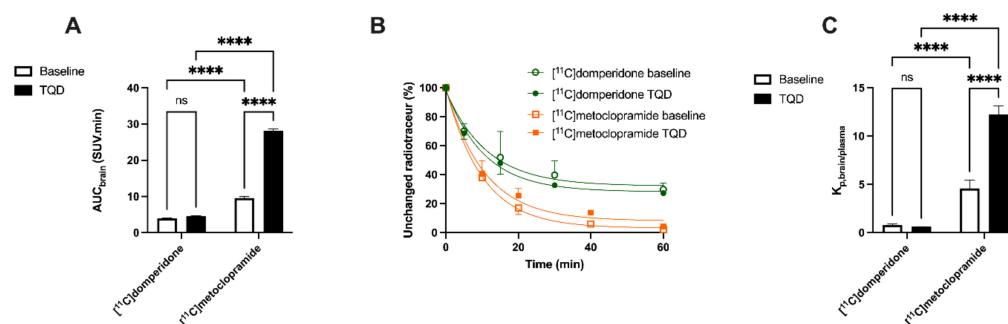 A
Baseline
TQD
AUCbrain (SUV.min)
40
30
20
10
0
ns
****
****
****
[11C]domperidone
[11C]metoclopramide
B
Unchanged radiotraceur (%)
100
80
60
40
20
0
0
20
40
60
Time (min)
[11C]domperidone baseline
[11C]domperidone TQD
[11C]metoclopramide baseline
[11C]metoclopramide TQD
C
Baseline
TQD
Kp,brain/plasma
15
10
5
0
ns
****
****
****
[11C]domperidone
[11C]metoclopramide